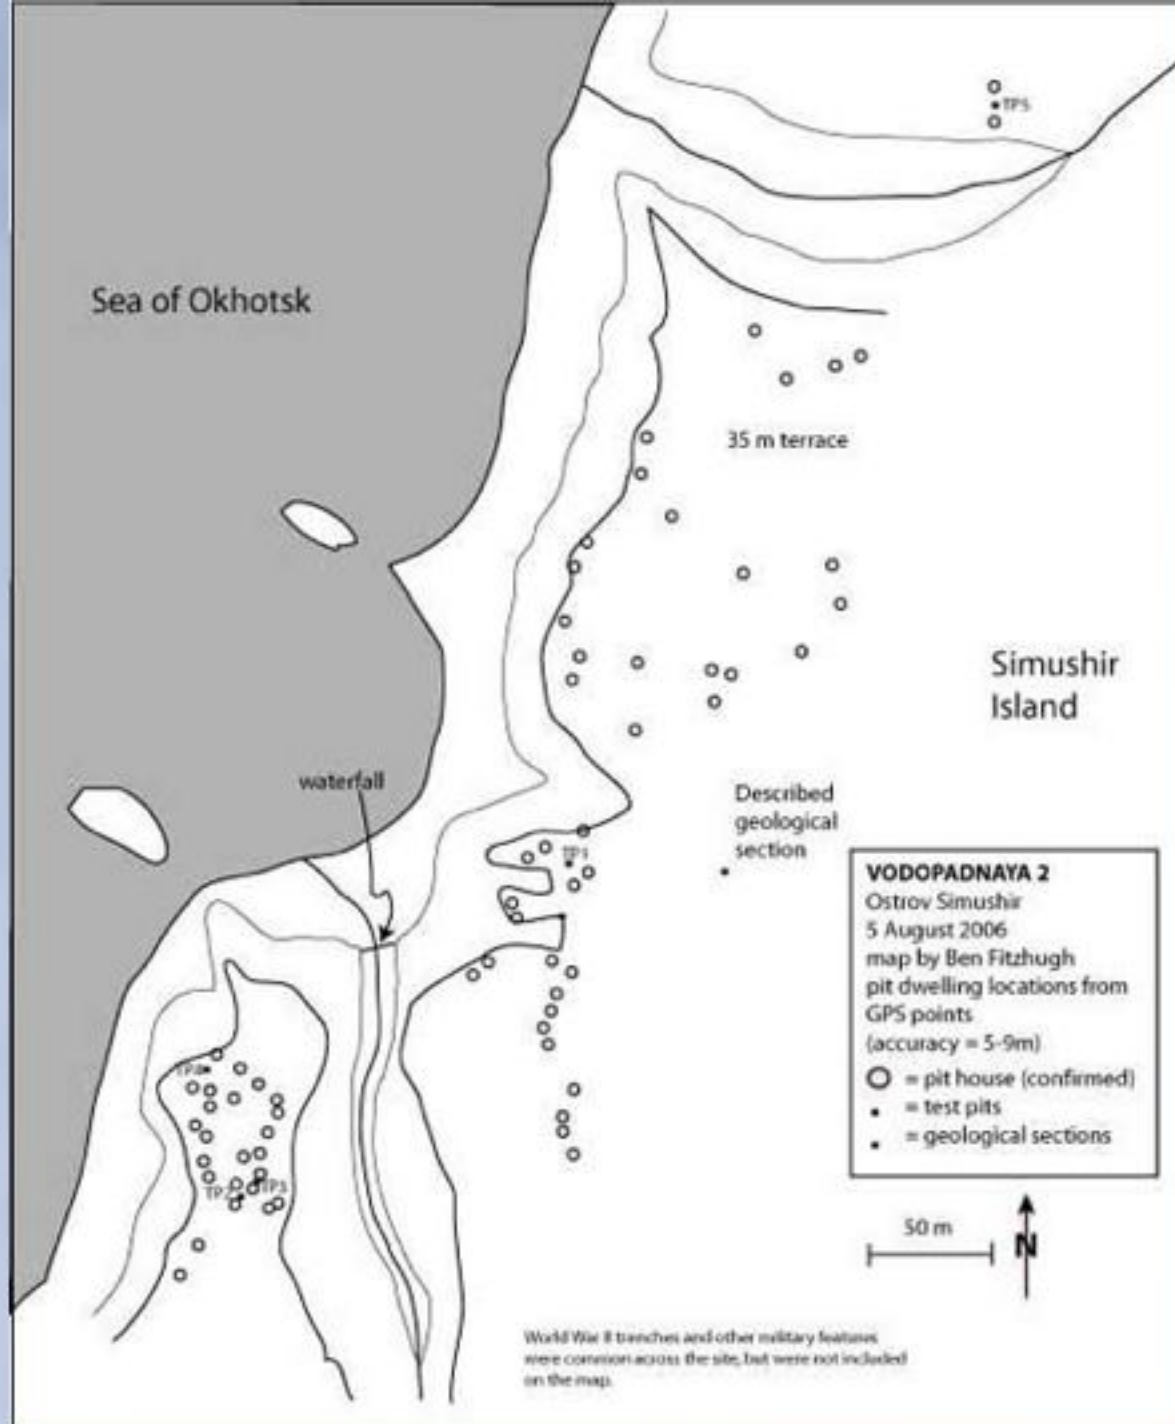 TP5
Sea of Okhotsk
35 m terrace
Simushir
Island
waterfall
Described
geological
section
TP1
VODOPADNAYA 2
Ostrov Simushir
5 August 2006
map by Ben Fitzhugh
pit dwelling locations from
GPS points
(accuracy = 5-9m)
= pit house (confirmed)
= test pits
= geological sections
TP4
TP2
TP3
50 m
N
World War II trenches and other military features
were common across the site, but were not included
on the map.